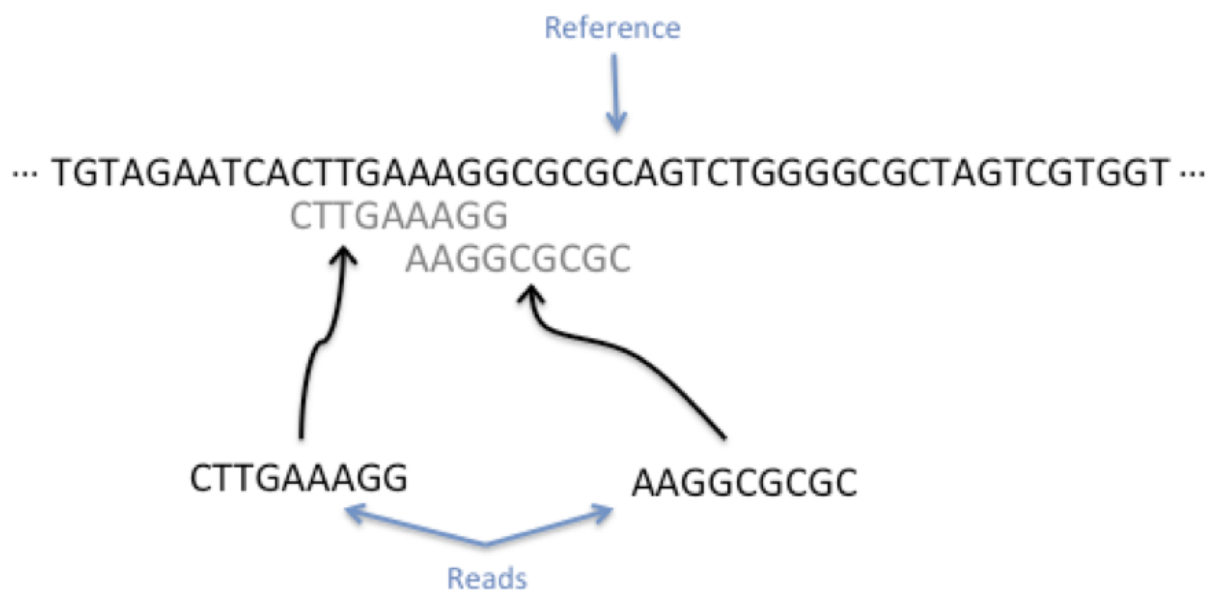 Reference
... TGTAGAATCACTTGAAAGGCGCGCAGTCTGGGGCGCTAGTCGTGGT ...
CTTGAAAGG
AAGGCGCGC
CTTGAAAGG AAGGCGCGC
Reads